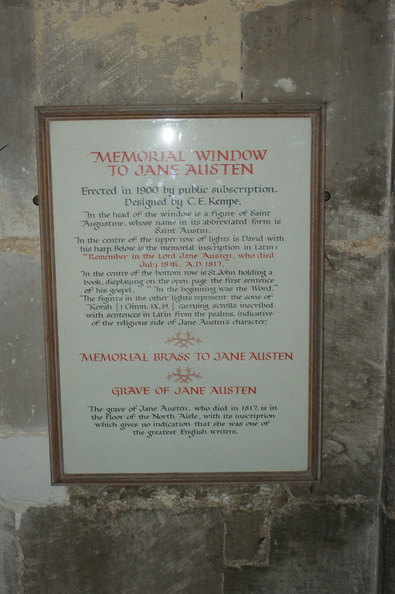 MEMORIAL WINDOW
TO JANE AUSTEN
Erected in 1900 by public subscription.
Designed by C. E. Kempe.
In the head of the window is a figure of Saint
Augustine, whose name in its abbreviated form is
Saint Austin.
In the centre of the upper row of lights is David with
his harp. Below is the memorial inscription in Latin:
"Remember in the Lord Jane Austen, who died
July 18th., A.D. 1817."
In the centre of the bottom row is St. John holding a
book, displaying on the open page the first sentence
of his gospel, " "In the beginning was the Word."
The figures in the other lights represent the sons of
Korah [1 Chron. IX, 19.] carrying scrolls inscribed
with sentences in Latin from the psalms, indicative
of the religious side of Jane Austen's character.
MEMORIAL BRASS TO JANE AUSTEN
GRAVE OF JANE AUSTEN
The grave of Jane Austen, who died in 1817, is in
the floor of the North Aisle, with its inscription
which gives no indication that she was one of
the greatest English writers.